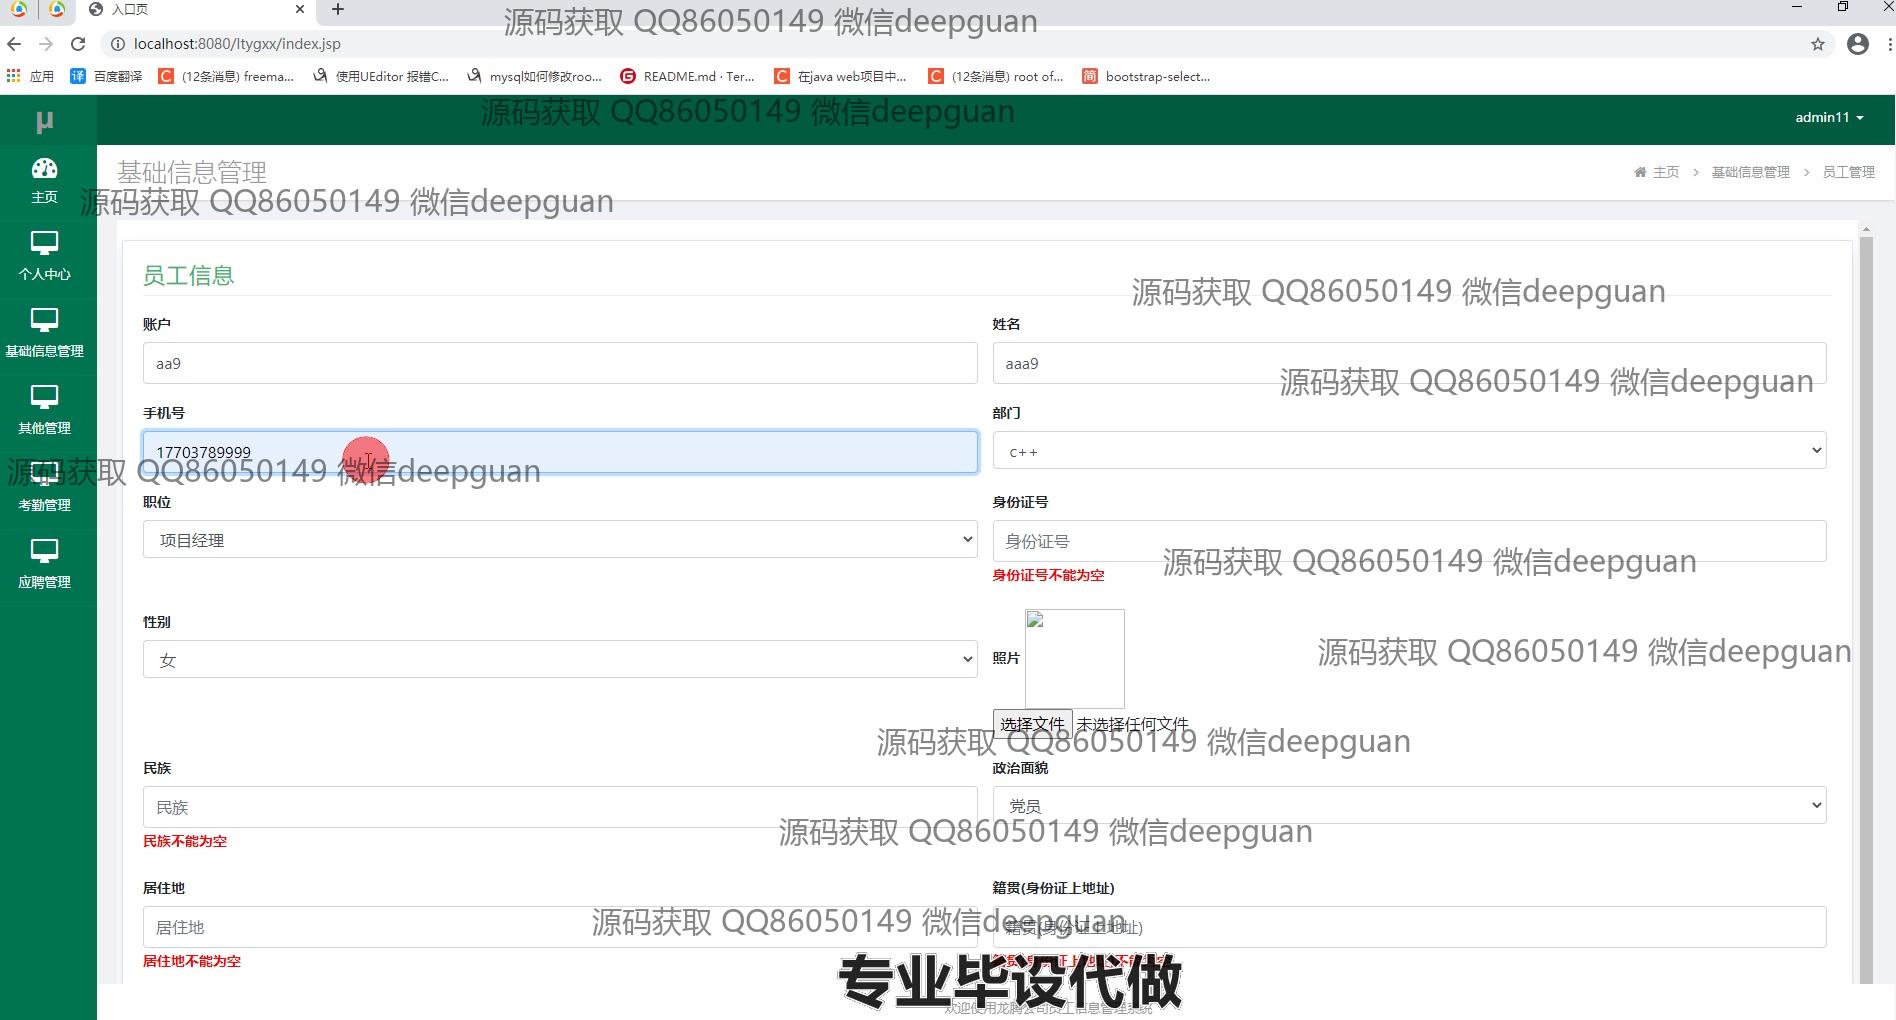 入口页
源码获取 QQ86050149 微信deepguan
localhost:8080/ltygxx/index.jsp
应用
百度翻译
(12条消息) freema...
使用UEditor 报错C...
mysql如何修改roo...
README.md · Ter...
在java web项目中...
(12条消息) root of...
bootstrap-select...
源码获取 QQ86050149 微信deepguan
μ
admin11
基础信息管理
主页 > 基础信息管理 > 员工管理
主页
源码获取 QQ86050149 微信deepguan
个人中心
员工信息
源码获取 QQ86050149 微信deepguan
账户
姓名
基础信息管理
aa9
aaa9
源码获取 QQ86050149 微信deepguan
手机号
部门
其他管理
17703789999
c++
源码获取 QQ86050149 微信deepguan
职位
身份证号
考勤管理
项目经理
身份证号
源码获取 QQ86050149 微信deepguan
身份证号不能为空
应聘管理
性别
女
照片
源码获取 QQ86050149 微信deepguan
选择文件 未选择任何文件
源码获取 QQ86050149 微信deepguan
民族
政治面貌
民族
党员
源码获取 QQ86050149 微信deepguan
民族不能为空
居住地
籍贯(身份证上地址)
居住地
籍贯(身份证上地址)
源码获取 QQ86050149 微信deepguan
居住地不能为空
专业毕设代做
欢迎使用龙腾公司员工信息管理系统